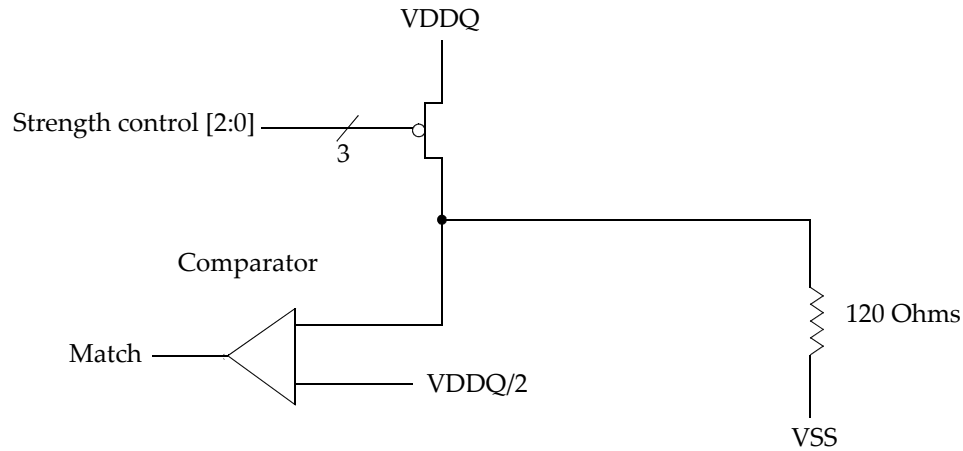 VDDQ
Strength control [2:0]
3
Comparator
120 Ohms
Match
VDDQ/2
VSS